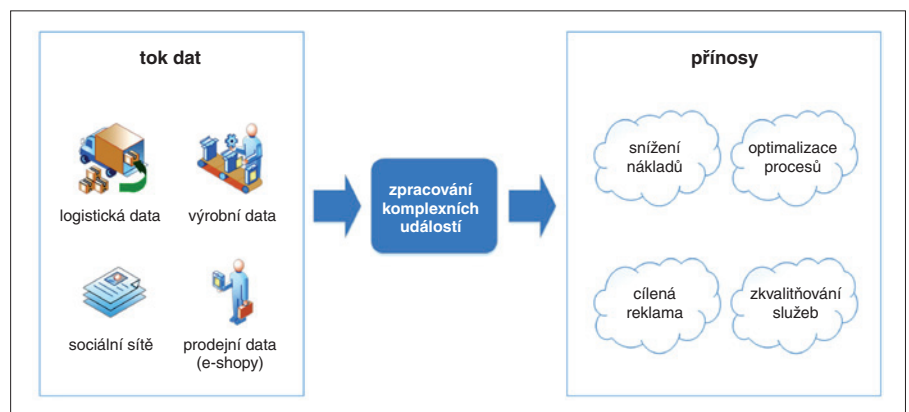 tok dat
logistická data
výrobní data
sociální sítě
prodejní data
(e-shopy)
zpracování
komplexních
událostí
přínosy
snížení
nákladů
optimalizace
procesů
cílená
reklama
zkvalitňování
služeb